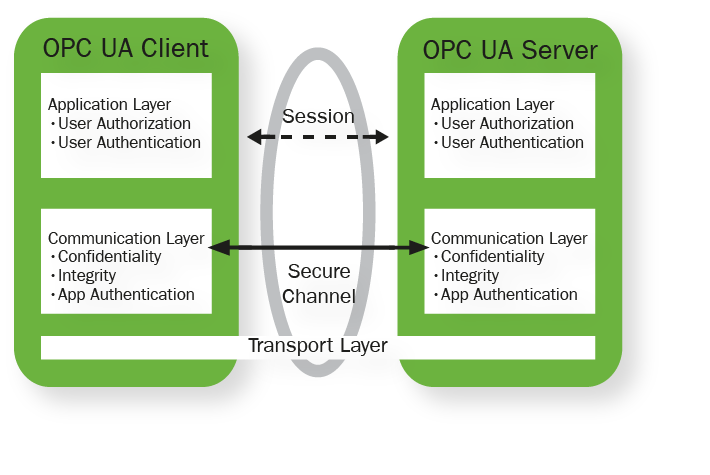 OPC UA Client
Application Layer
• User Authorization
• User Authentication
Communication Layer
• Confidentiality
• Integrity
• App Authentication
Session
Secure
Channel
Transport Layer
OPC UA Server
Application Layer
• User Authorization
• User Authentication
Communication Layer
• Confidentiality
• Integrity
• App Authentication